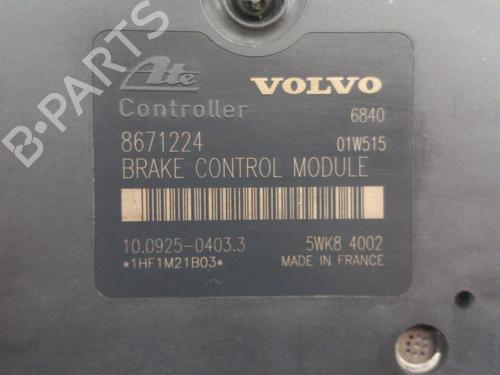 B-PARTS
Ate VOLVO
Controller 6840
8671224 01W515
BRAKE CONTROL MODULE
10.0925-0403.3 5WK8 4002
*1HF1M21B03* MADE IN FRANCE